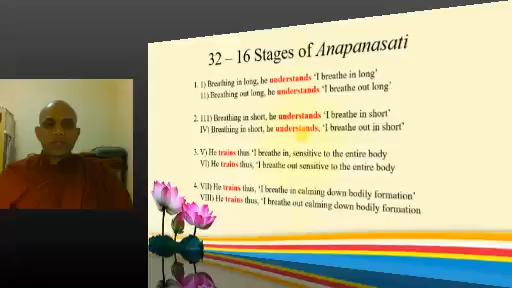 32 – 16 Stages of Anapanasati
1. I) Breathing in long, he understands 'I breathe in long'
II) Breathing out long, he understands 'I breathe out long'
2. III) Breathing in short, he understands 'I breathe in short'
IV) Breathing in short, he understands, 'I breathe out in short'
3. V) He trains thus 'I breathe in, sensitive to the entire body
VI) He trains thus, 'I breathe out sensitive to the entire body
4. VII) He trains thus, 'I breathe in calming down bodily formation'
VIII) He trains thus, 'I breathe out calming down bodily formation